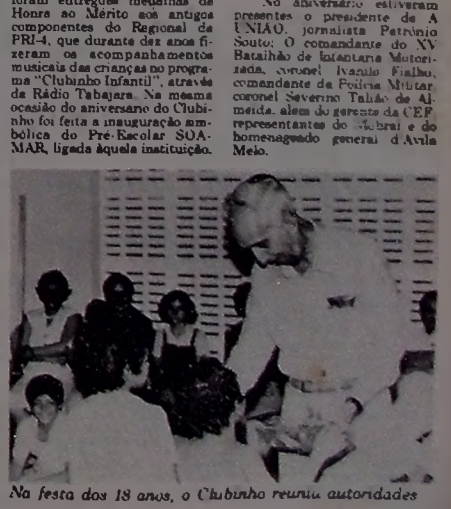 foram entregues medalhas de
Honra ao Mérito aos antigos
componentes do Regional da
PRI-4, que durante dez anos fi-
zeram os acompanhamentos
musicais das crianças no progra-
ma "Clubinho Infantil", através
da Rádio Tabajara. Na mesma
ocasião do aniversario do Clubi-
nho foi feita a inauguração sim-
bólica do Pré-Escolar SOA-
MAR, ligada àquela instituição.
No aniversário estiveram
presentes o presidente de A
UNIÃO, jornalista Petrônio
Souto; O comandante do XV
Batalhão de Infantaria Motori-
zada, coronel Ivanilo Fialho,
comandante da Polícia Militar,
coronel Severino Talião de Al-
meida, alem do gerente da CEF,
representantes do Mobral e do
homenageado general d'Avila
Melo.
Na festa dos 18 anos, o Clubinho reuniu autoridades